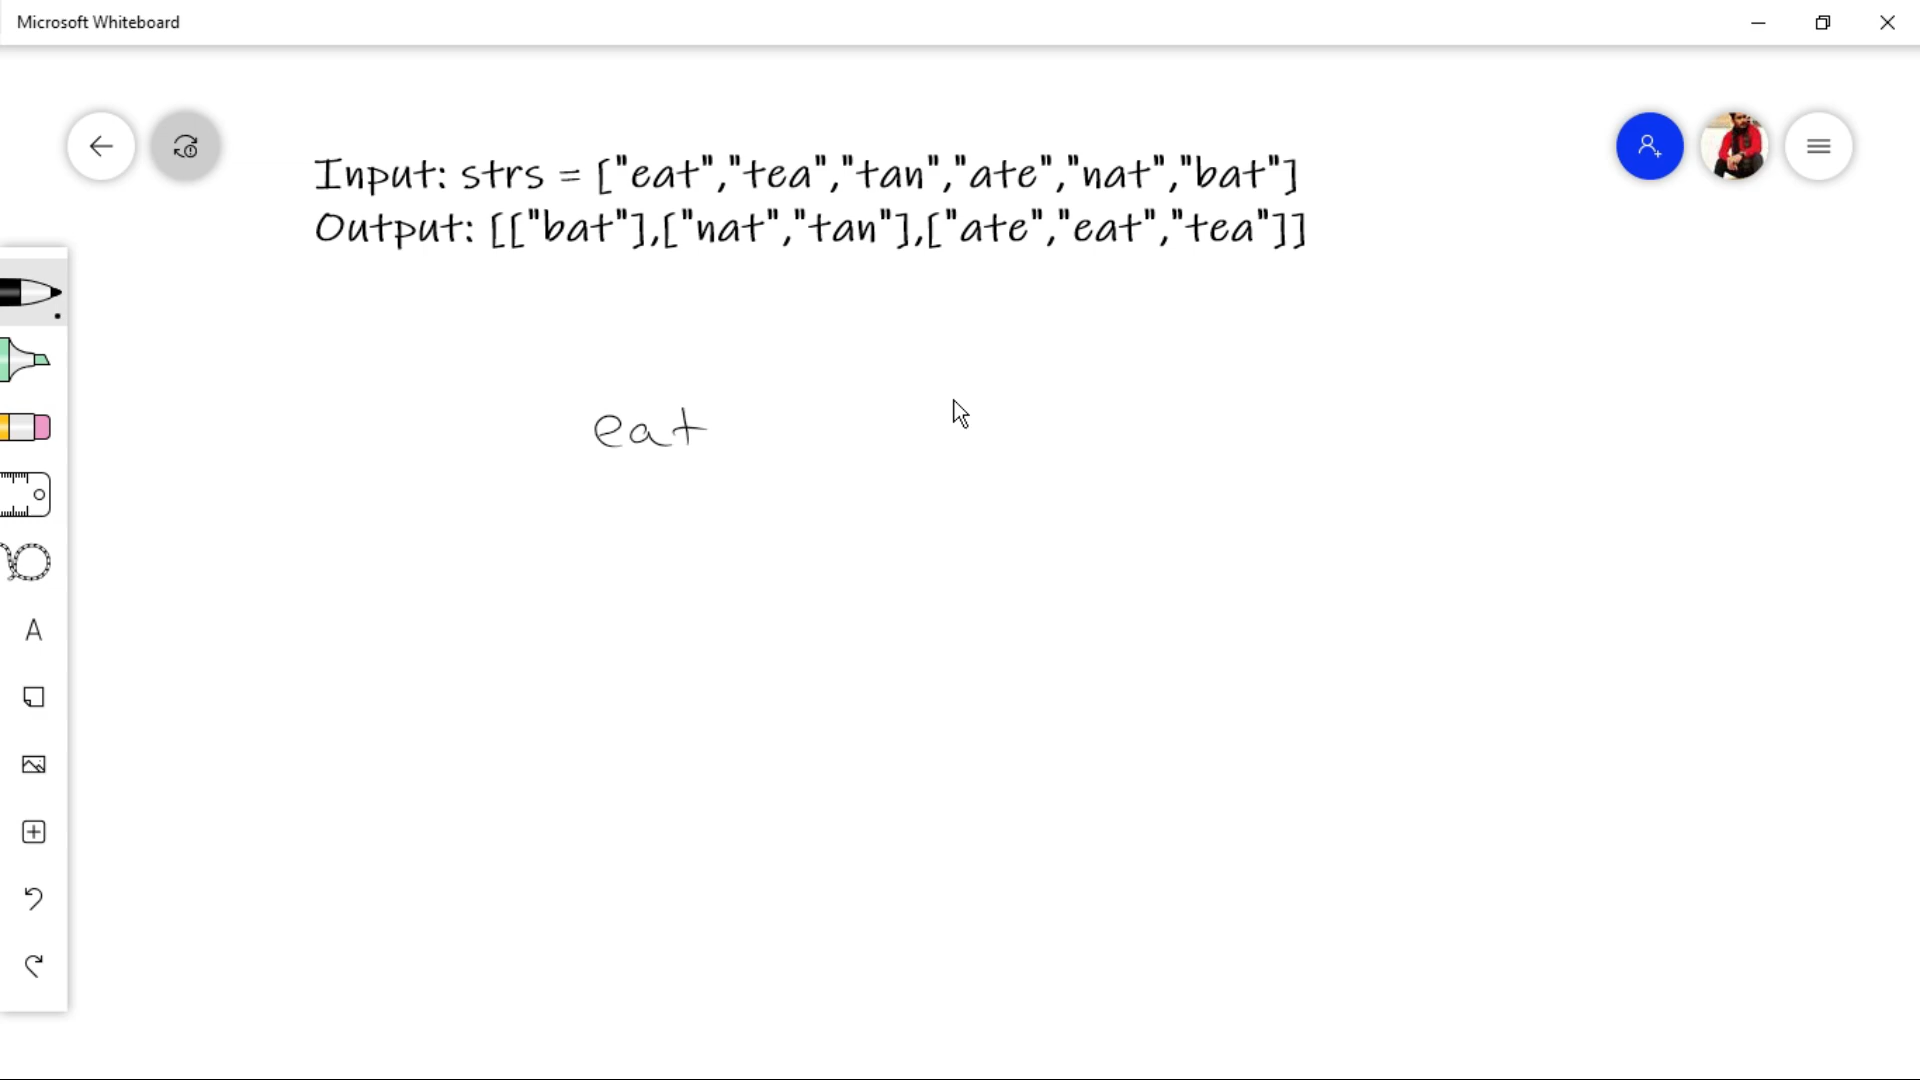 Microsoft Whiteboard
Input: strs = ["eat","tea","tan","ate","nat","bat"]
Output: [["bat"],["nat","tan"],["ate","eat","tea"]]
eat
A